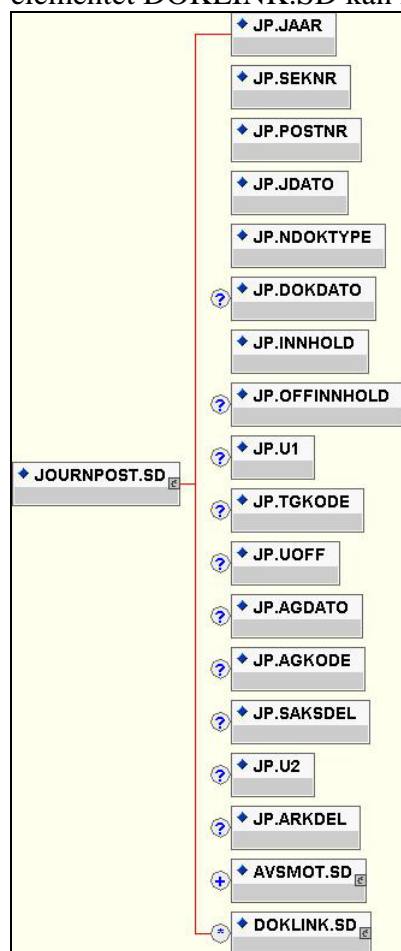 elementet DOKLINK.SD kan
JP.JAAR
JP.SEKNR
JP.POSTNR
JP.JDATO
JP.NDOKTYPE
? JP.DOKDATO
JP.INNHOLD
? JP.OFFINNHOLD
? JP.U1
JOURNPOST.SD
? JP.TGKODE
? JP.UOFF
? JP.AGDATO
? JP.AGKODE
? JP.SAKSDEL
? JP.U2
? JP.ARKDEL
+ AVSMOT.SD
* DOKLINK.SD